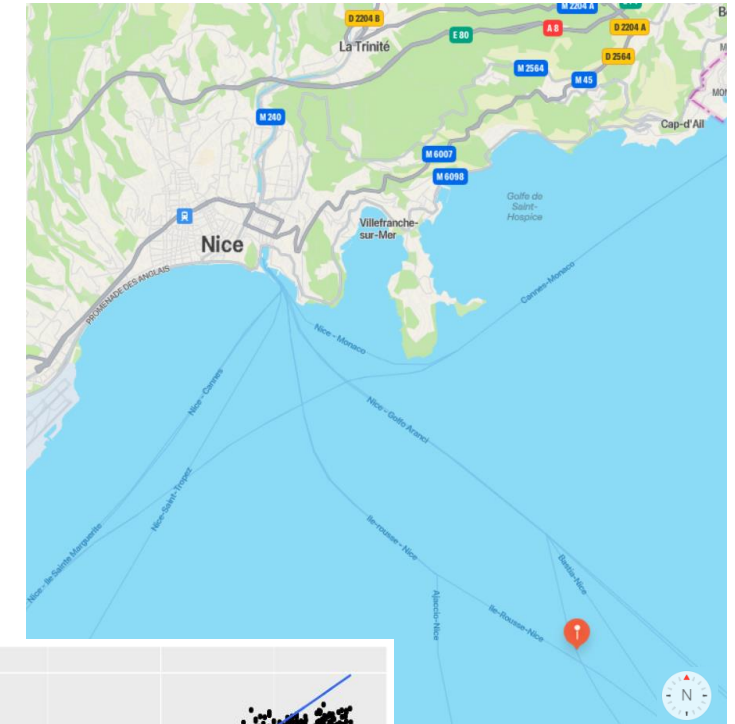 M 2204 A
D 2204 B
D 2204 A
E 80
A 8
La Trinité
D 2564
M 2564
M 45
M 240
Cap-d'Ail
M 6007
M 6098
Golfe de
Saint-
Hospice
Villefranche-
sur-Mer
Nice
PROMENADE DES ANGLAIS
Cannes-Monaco
Nice - Monaco
Nice - Cannes
Nice - Golfo Aranci
Nice-Saint-Tropez
Ile-rousse - Nice
Nice - Ile Sainte Marguerite
Bastia-Nice
Ajaccio-Nice
Ile-Rousse-Nice
N